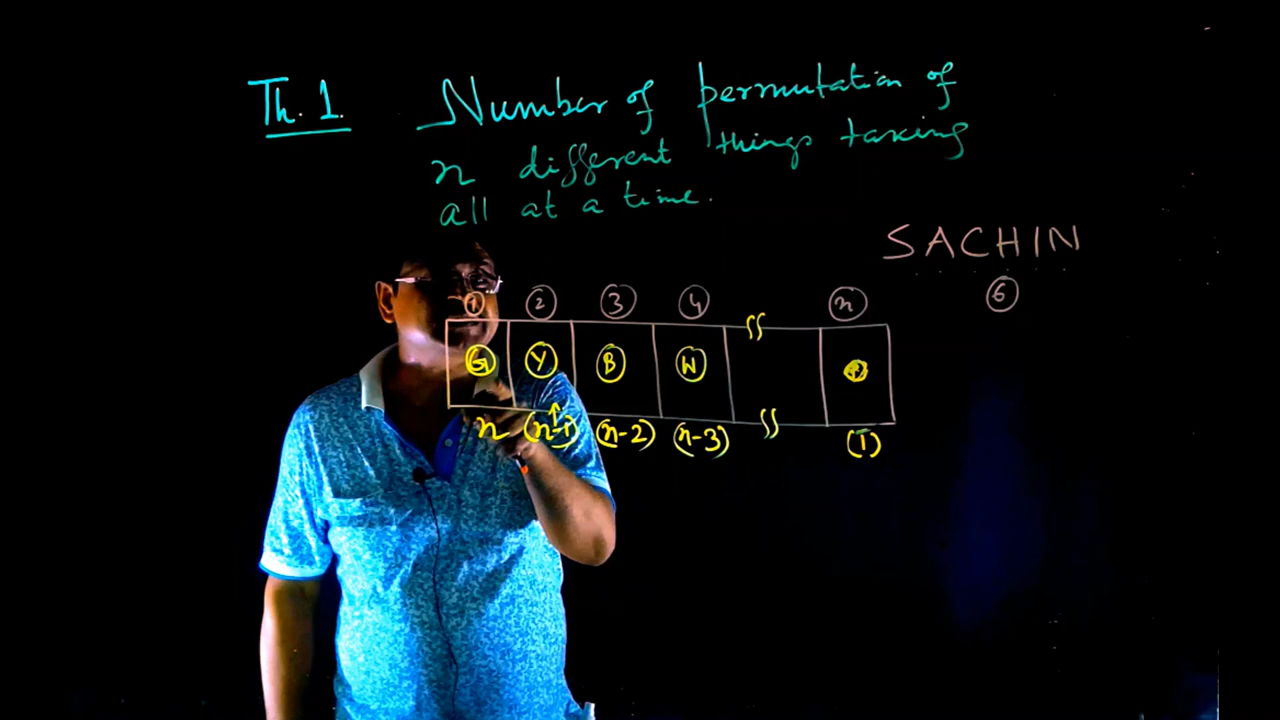 Th. 1. Number of permutation of
n different things taking
all at a time.
SACHIN
6
1 2 3 4 n
G Y B W
n (n-1) (n-2) (n-3) (1)